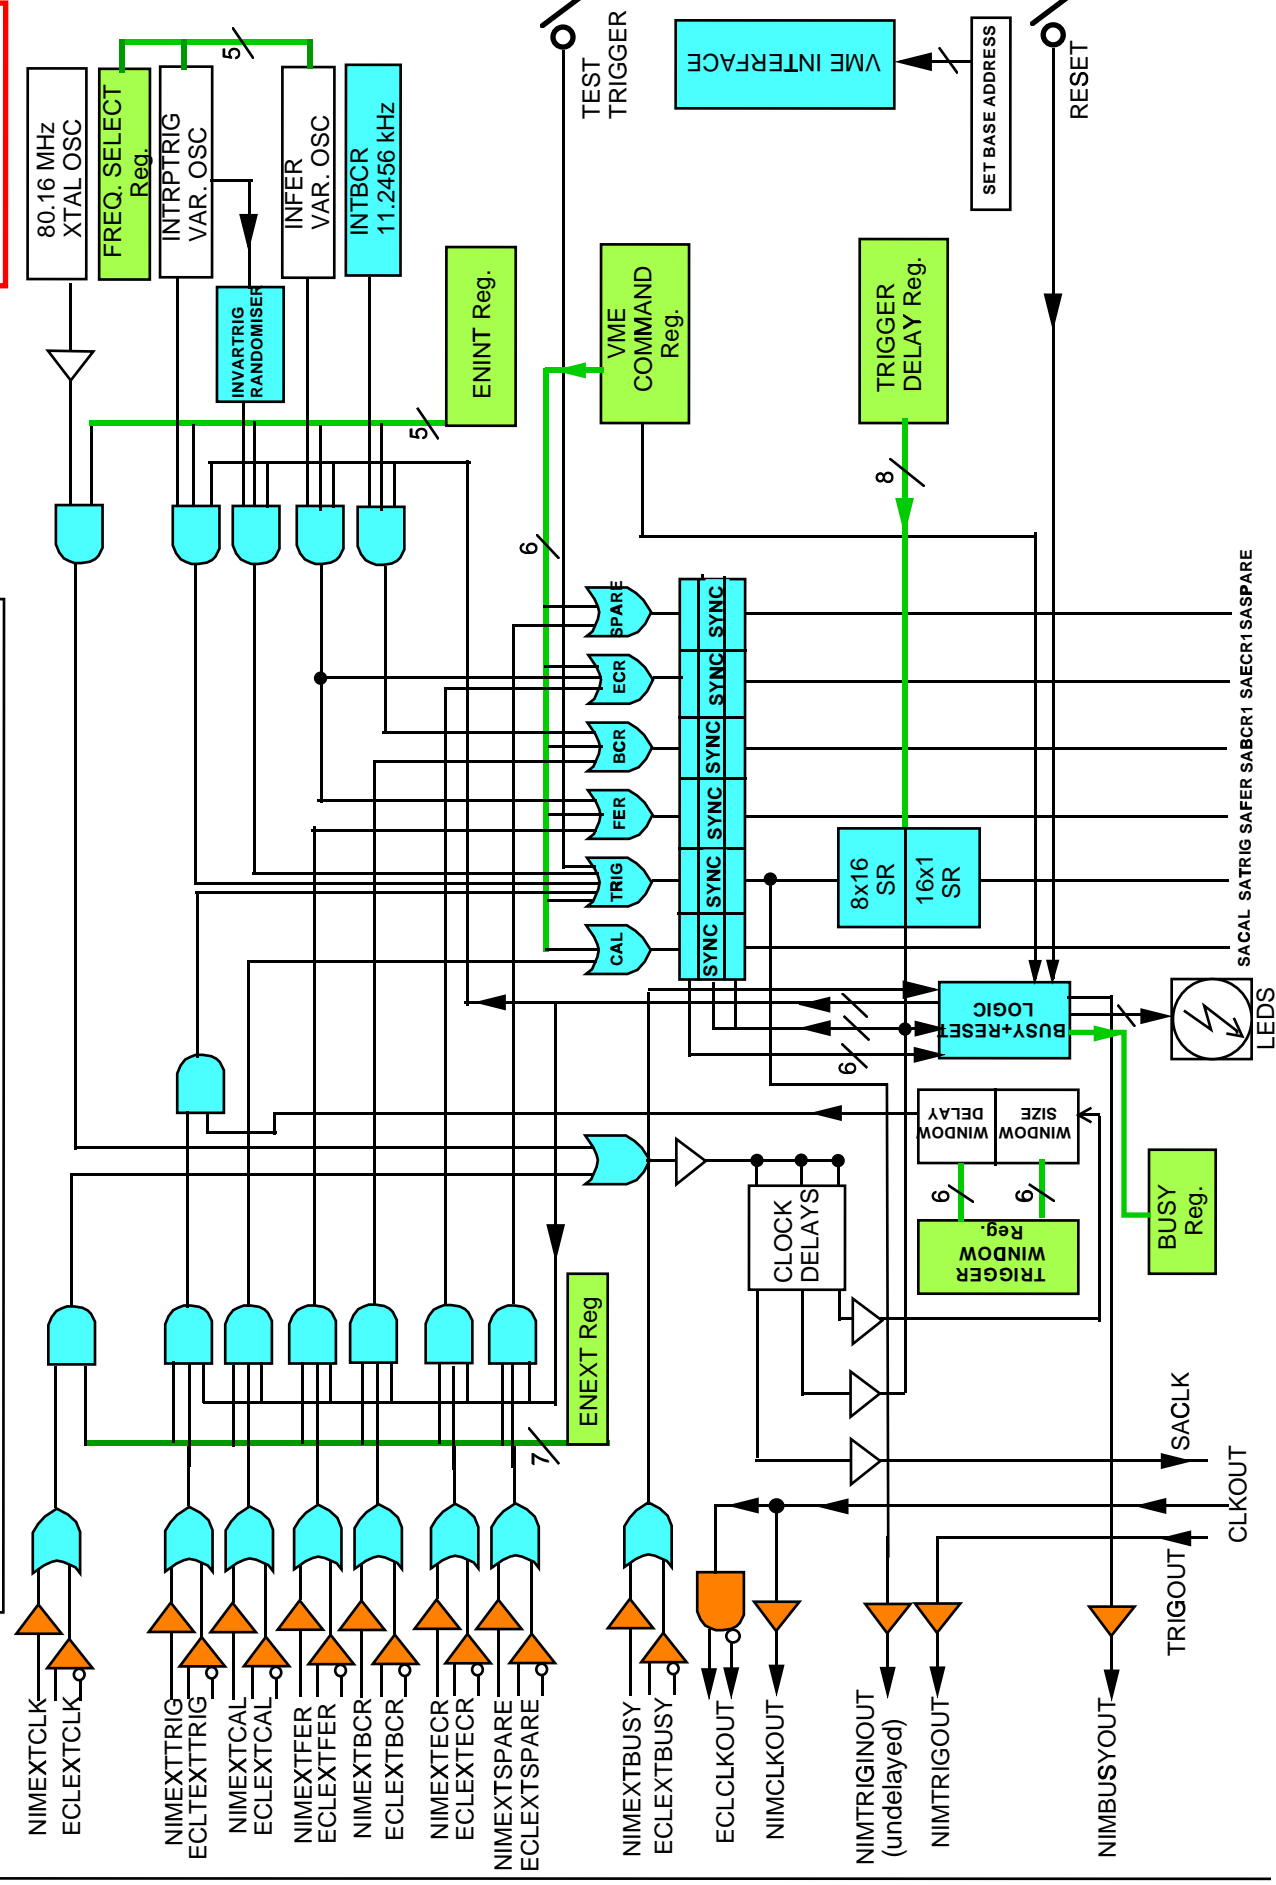 80.16 MHz
XTAL OSC
FREQ. SELECT
Reg.
INTRPTRIG
VAR. OSC
INFER
VAR. OSC
INTBCR
11.2456 kHz
5
INVARTRIG
RANDOMISER
ENINT Reg.
5
TEST
TRIGGER
VME INTERFACE
SET BASE ADDRESS
RESET
VME
COMMAND
Reg.
TRIGGER
DELAY Reg.
6
8
SPARE
ECR
BCR
FER
TRIG
CAL
SYNC
SYNC
SYNC
SYNC
SYNC
SYNC
8x16
SR
16x1
SR
SACAL SATRIG SAFER SABCR1 SAECR1 SASPARE
BUSY+RESET
LOGIC
6
LEDS
WINDOW
DELAY
WINDOW
SIZE
6
6
TRIGGER
WINDOW
Reg.
BUSY
Reg.
CLOCK
DELAYS
ENEXT Reg
7
SACLK
CLKOUT
TRIGOUT
NIMEXTCLK
ECLEXTCLK
NIMEXTTRIG
ECLTEXTTRIG
NIMEXTCAL
ECLEXTCAL
NIMEXTFER
ECLEXTFER
NIMEXTBCR
ECLEXTBCR
NIMEXTECR
ECLEXTECR
NIMEXTSPARE
ECLEXTSPARE
NIMEXTBUSY
ECLEXTBUSY
ECLCLKOUT
NIMCLKOUT
NIMTRIGINOUT
(undelayed)
NIMTRIGOUT
NIMBUSYOUT